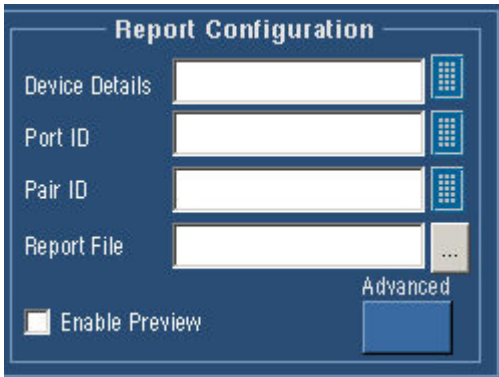 Report Configuration
Device Details
Port ID
Pair ID
Report File
...
Advanced
Enable Preview